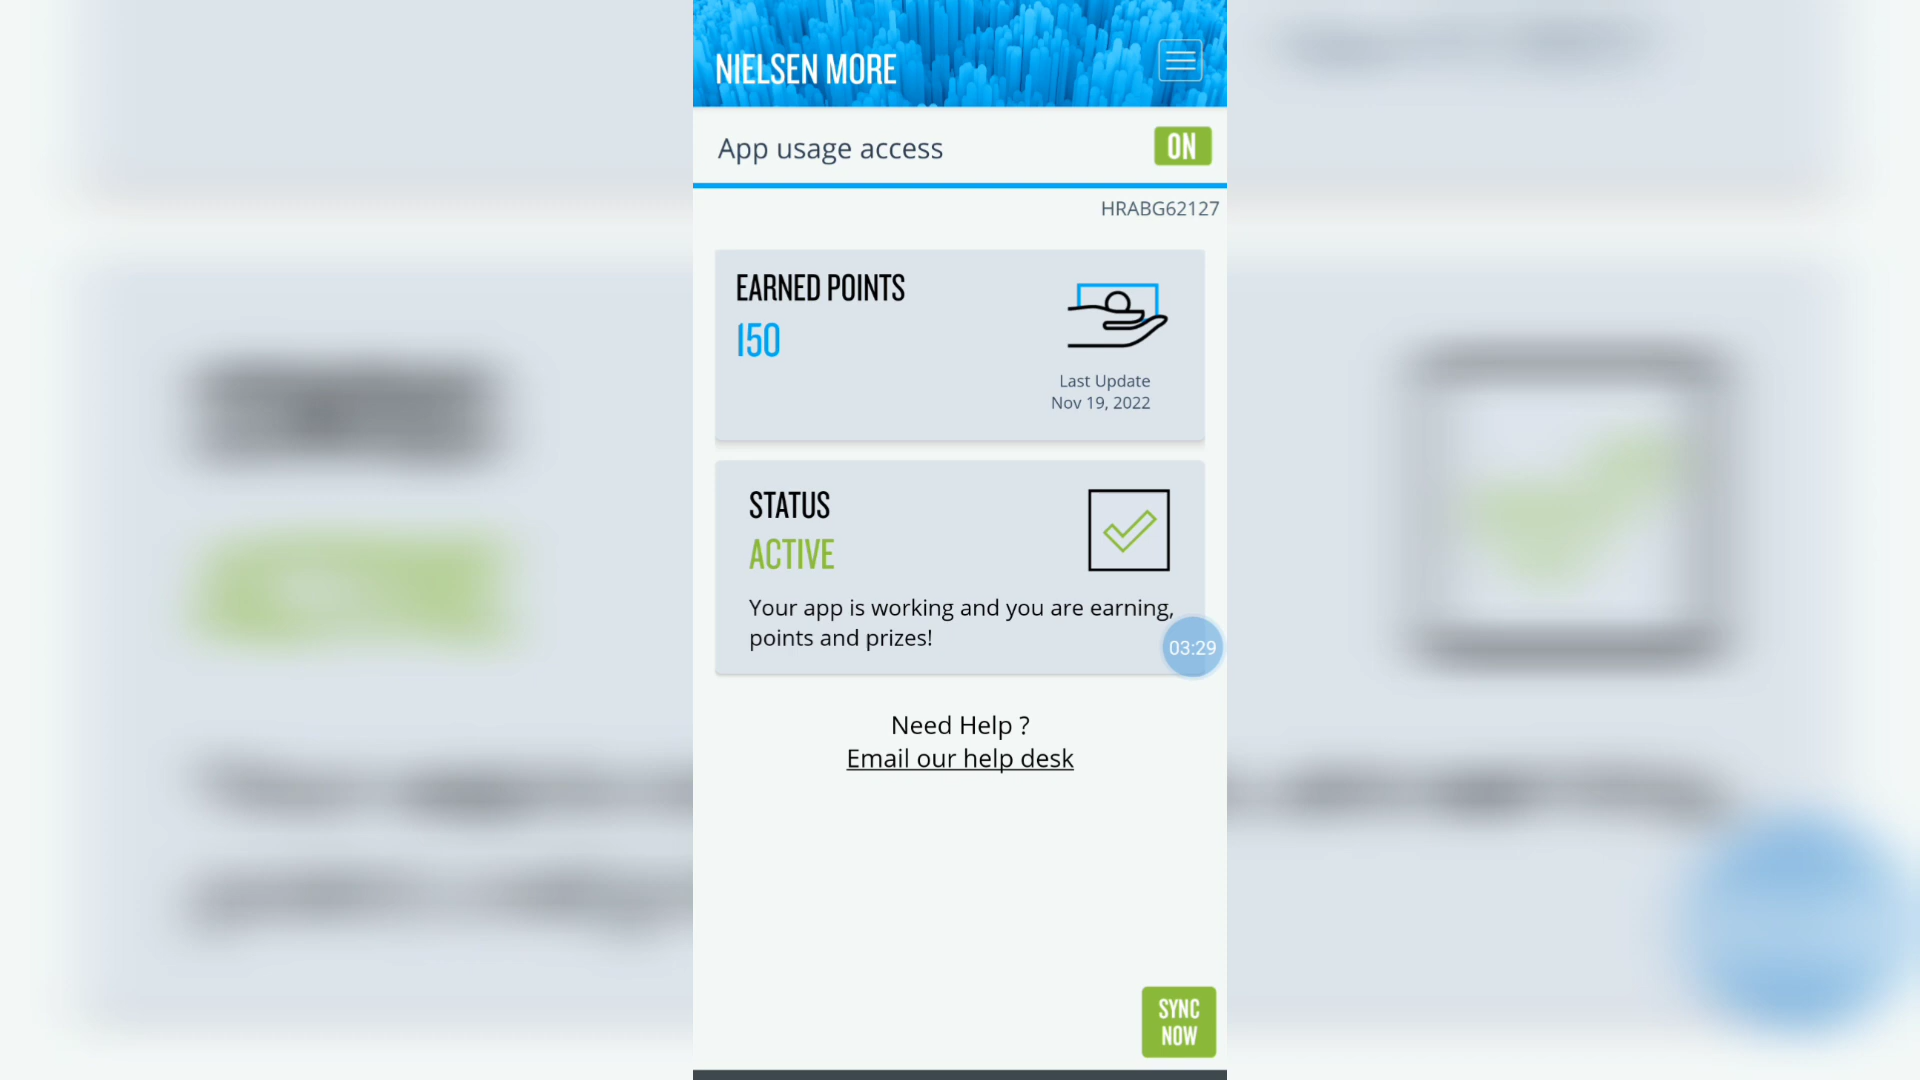 NIELSEN MORE
App usage access
ON
HRABG62127
EARNED POINTS
150
Last Update
Nov 19, 2022
STATUS
ACTIVE
Your app is working and you are earning,
points and prizes!
03:29
Need Help ?
Email our help desk
SYNC
NOW